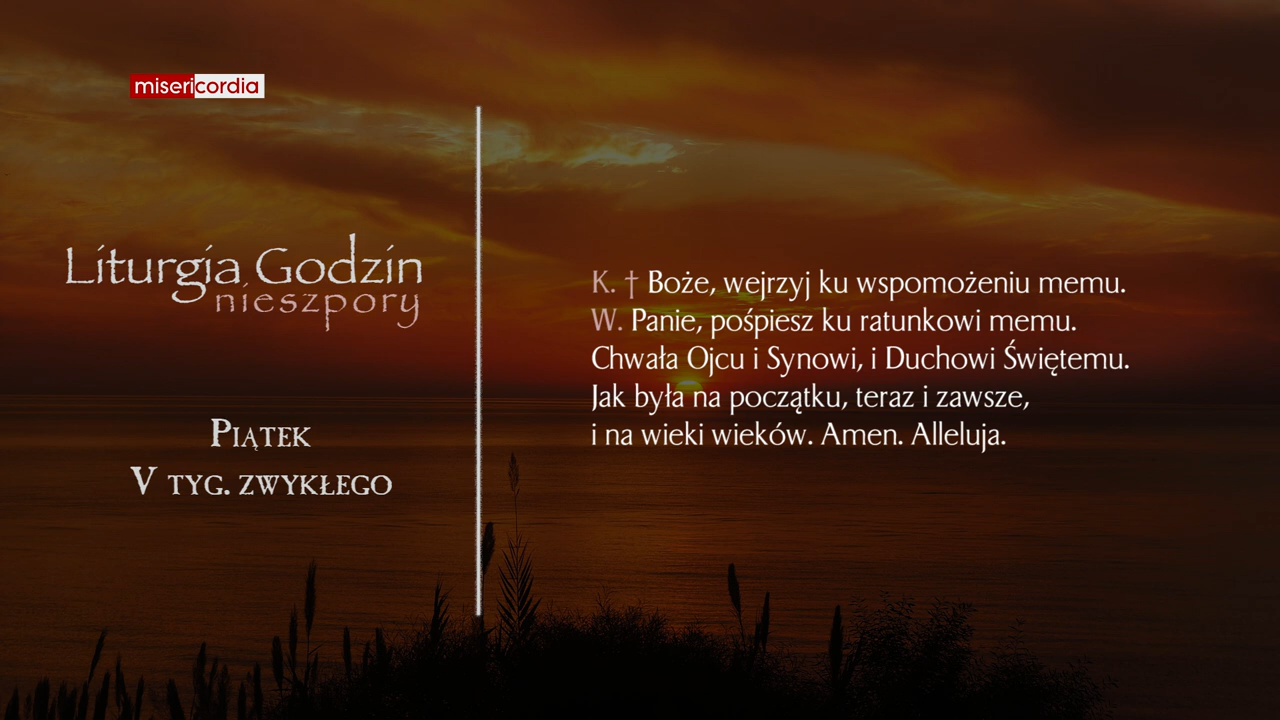 misericordia
Liturgia Godzin
nieszpory
Piątek
V tyg. zwykłego
K. † Boże, wejrzyj ku wspomożeniu memu.
W. Panie, pośpiesz ku ratunkowi memu.
Chwała Ojcu i Synowi, i Duchowi Świętemu.
Jak była na początku, teraz i zawsze,
i na wieki wieków. Amen. Alleluja.